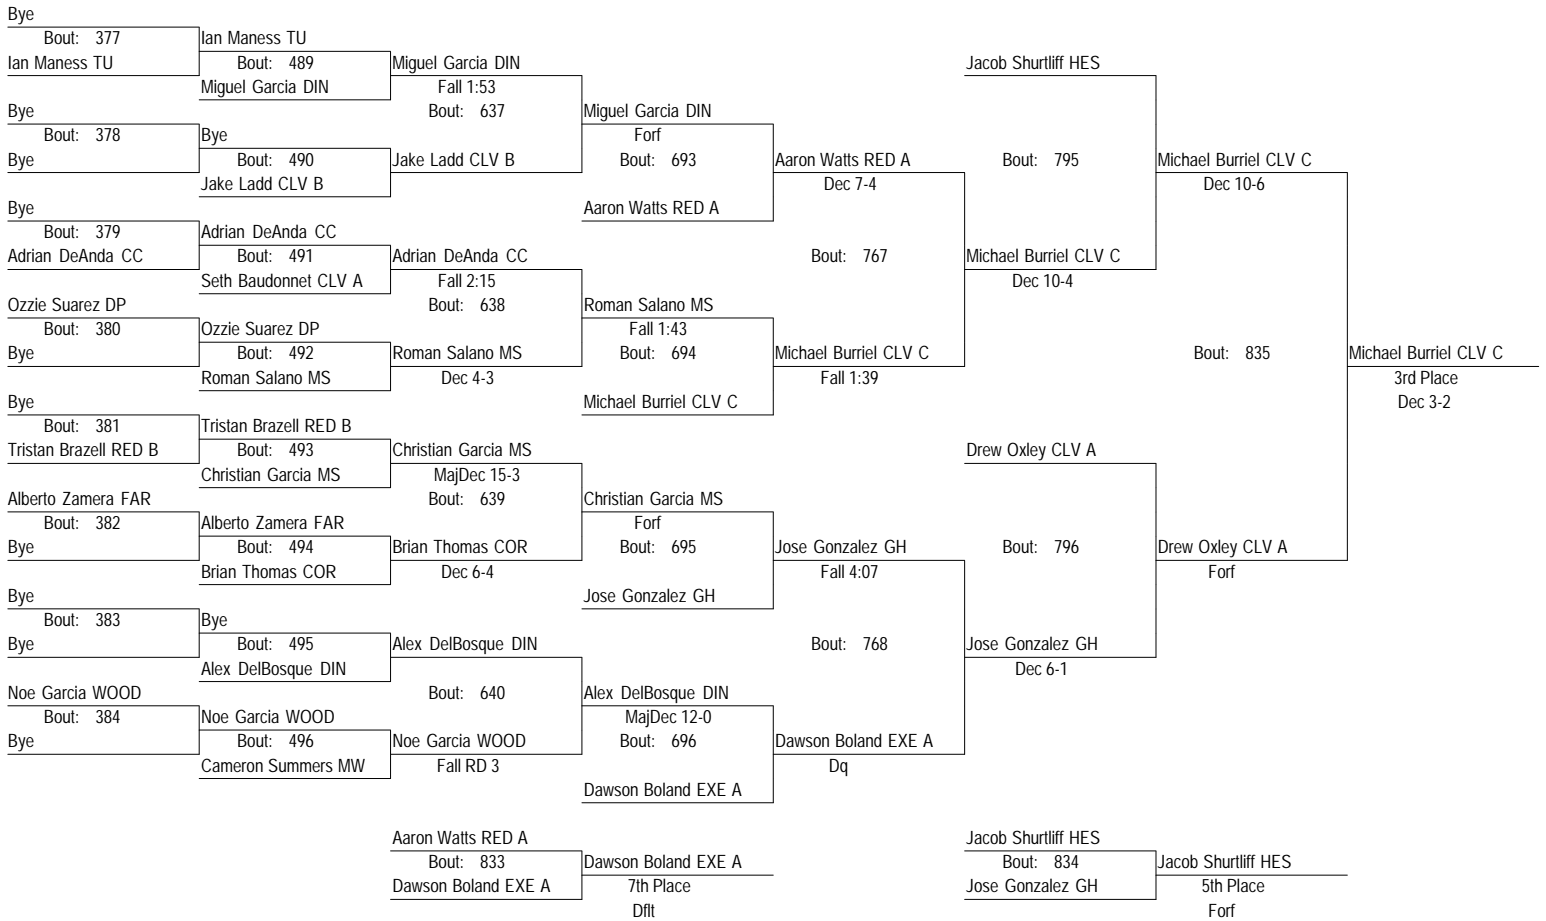 Bye
Bout: 377
Ian Maness TU
Ian Maness TU
Bout: 489
Miguel Garcia DIN
Miguel Garcia DIN
Fall 1:53
Bout: 637
Jacob Shurtliff HES
Bye
Bout: 378
Bye
Bye
Bout: 490
Jake Ladd CLV B
Jake Ladd CLV B
Miguel Garcia DIN
Forf
Bout: 693
Aaron Watts RED A
Aaron Watts RED A
Dec 7-4
Bout: 795
Michael Burriel CLV C
Dec 10-6
Bye
Bout: 379
Adrian DeAnda CC
Adrian DeAnda CC
Bout: 491
Seth Baudonnet CLV A
Adrian DeAnda CC
Fall 2:15
Bout: 638
Bout: 767
Michael Burriel CLV C
Dec 10-4
Ozzie Suarez DP
Bout: 380
Bye
Ozzie Suarez DP
Bout: 492
Roman Salano MS
Roman Salano MS
Dec 4-3
Roman Salano MS
Fall 1:43
Bout: 694
Michael Burriel CLV C
Michael Burriel CLV C
Fall 1:39
Bout: 835
Michael Burriel CLV C
3rd Place
Dec 3-2
Bye
Bout: 381
Tristan Brazell RED B
Tristan Brazell RED B
Bout: 493
Christian Garcia MS
Christian Garcia MS
MajDec 15-3
Bout: 639
Drew Oxley CLV A
Alberto Zamera FAR
Bout: 382
Bye
Alberto Zamera FAR
Bout: 494
Brian Thomas COR
Brian Thomas COR
Dec 6-4
Christian Garcia MS
Forf
Bout: 695
Jose Gonzalez GH
Jose Gonzalez GH
Fall 4:07
Bout: 796
Drew Oxley CLV A
Forf
Bye
Bout: 383
Bye
Bye
Bout: 495
Alex DelBosque DIN
Alex DelBosque DIN
Bout: 640
Bout: 768
Jose Gonzalez GH
Dec 6-1
Noe Garcia WOOD
Bout: 384
Bye
Noe Garcia WOOD
Bout: 496
Cameron Summers MW
Noe Garcia WOOD
Fall RD 3
Alex DelBosque DIN
MajDec 12-0
Bout: 696
Dawson Boland EXE A
Dawson Boland EXE A
Dq
Aaron Watts RED A
Bout: 833
Dawson Boland EXE A
Dawson Boland EXE A
7th Place
Dflt
Jacob Shurtliff HES
Bout: 834
Jose Gonzalez GH
Jacob Shurtliff HES
5th Place
Forf